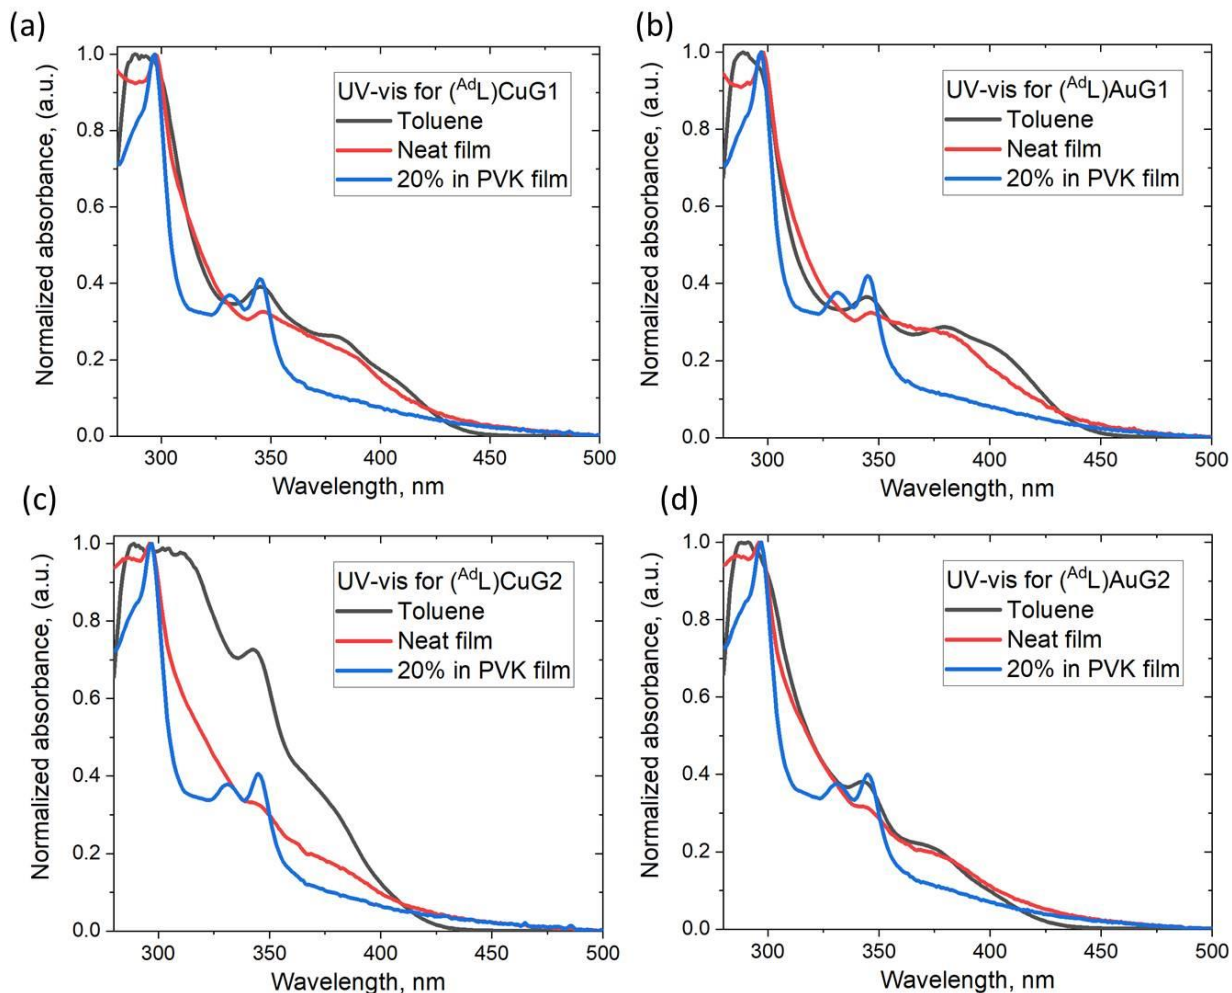 (a)
1.0
0.8
0.6
0.4
0.2
0.0
Normalized absorbance, (a.u.)
UV-vis for (ᴬᵈL)CuG1
Toluene
Neat film
20% in PVK film
300 350 400 450 500
Wavelength, nm
(b)
1.0
0.8
0.6
0.4
0.2
0.0
Normalized absorbance, (a.u.)
UV-vis for (ᴬᵈL)AuG1
Toluene
Neat film
20% in PVK film
300 350 400 450 500
Wavelength, nm
(c)
1.0
0.8
0.6
0.4
0.2
0.0
Normalized absorbance, (a.u.)
UV-vis for (ᴬᵈL)CuG2
Toluene
Neat film
20% in PVK film
300 350 400 450 500
Wavelength, nm
(d)
1.0
0.8
0.6
0.4
0.2
0.0
Normalized absorbance, (a.u.)
UV-vis for (ᴬᵈL)AuG2
Toluene
Neat film
20% in PVK film
300 350 400 450 500
Wavelength, nm